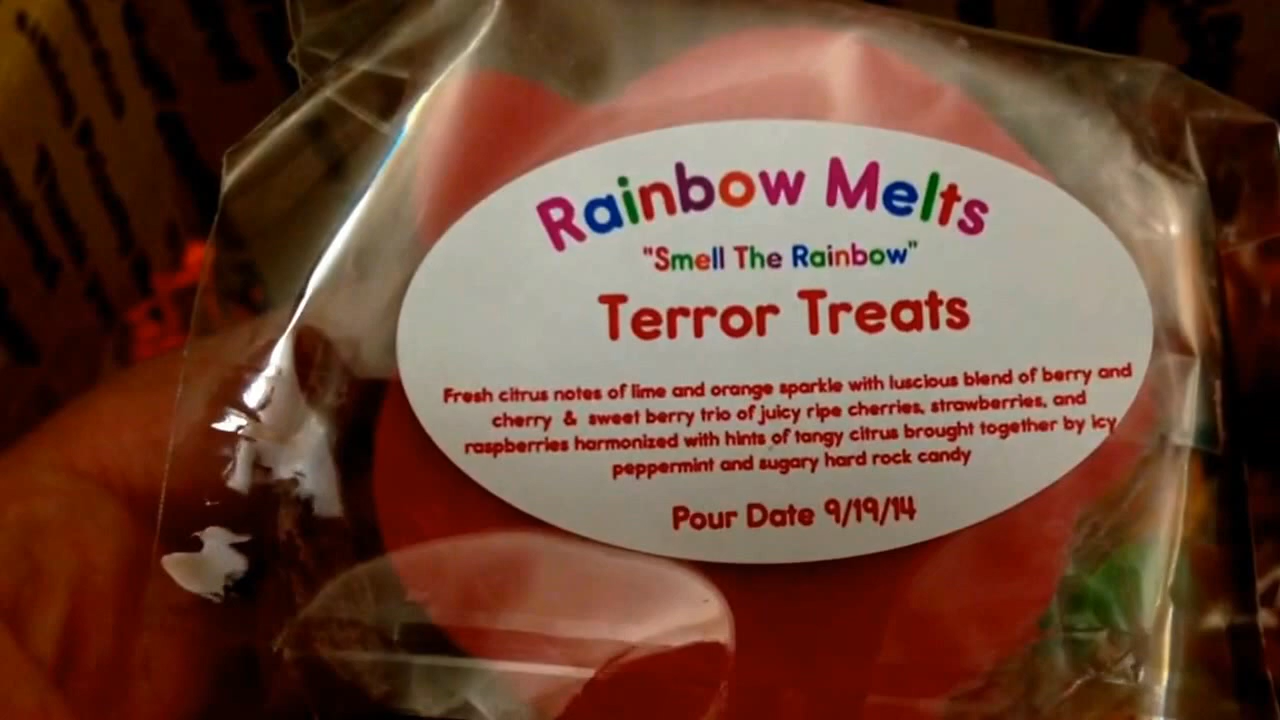 Rainbow Melts
"Smell The Rainbow"
Terror Treats
Fresh citrus notes of lime and orange sparkle with luscious blend of berry and
cherry & sweet berry trio of juicy ripe cherries, strawberries, and
raspberries harmonized with hints of tangy citrus brought together by icy
peppermint and sugary hard rock candy
Pour Date 9/19/14